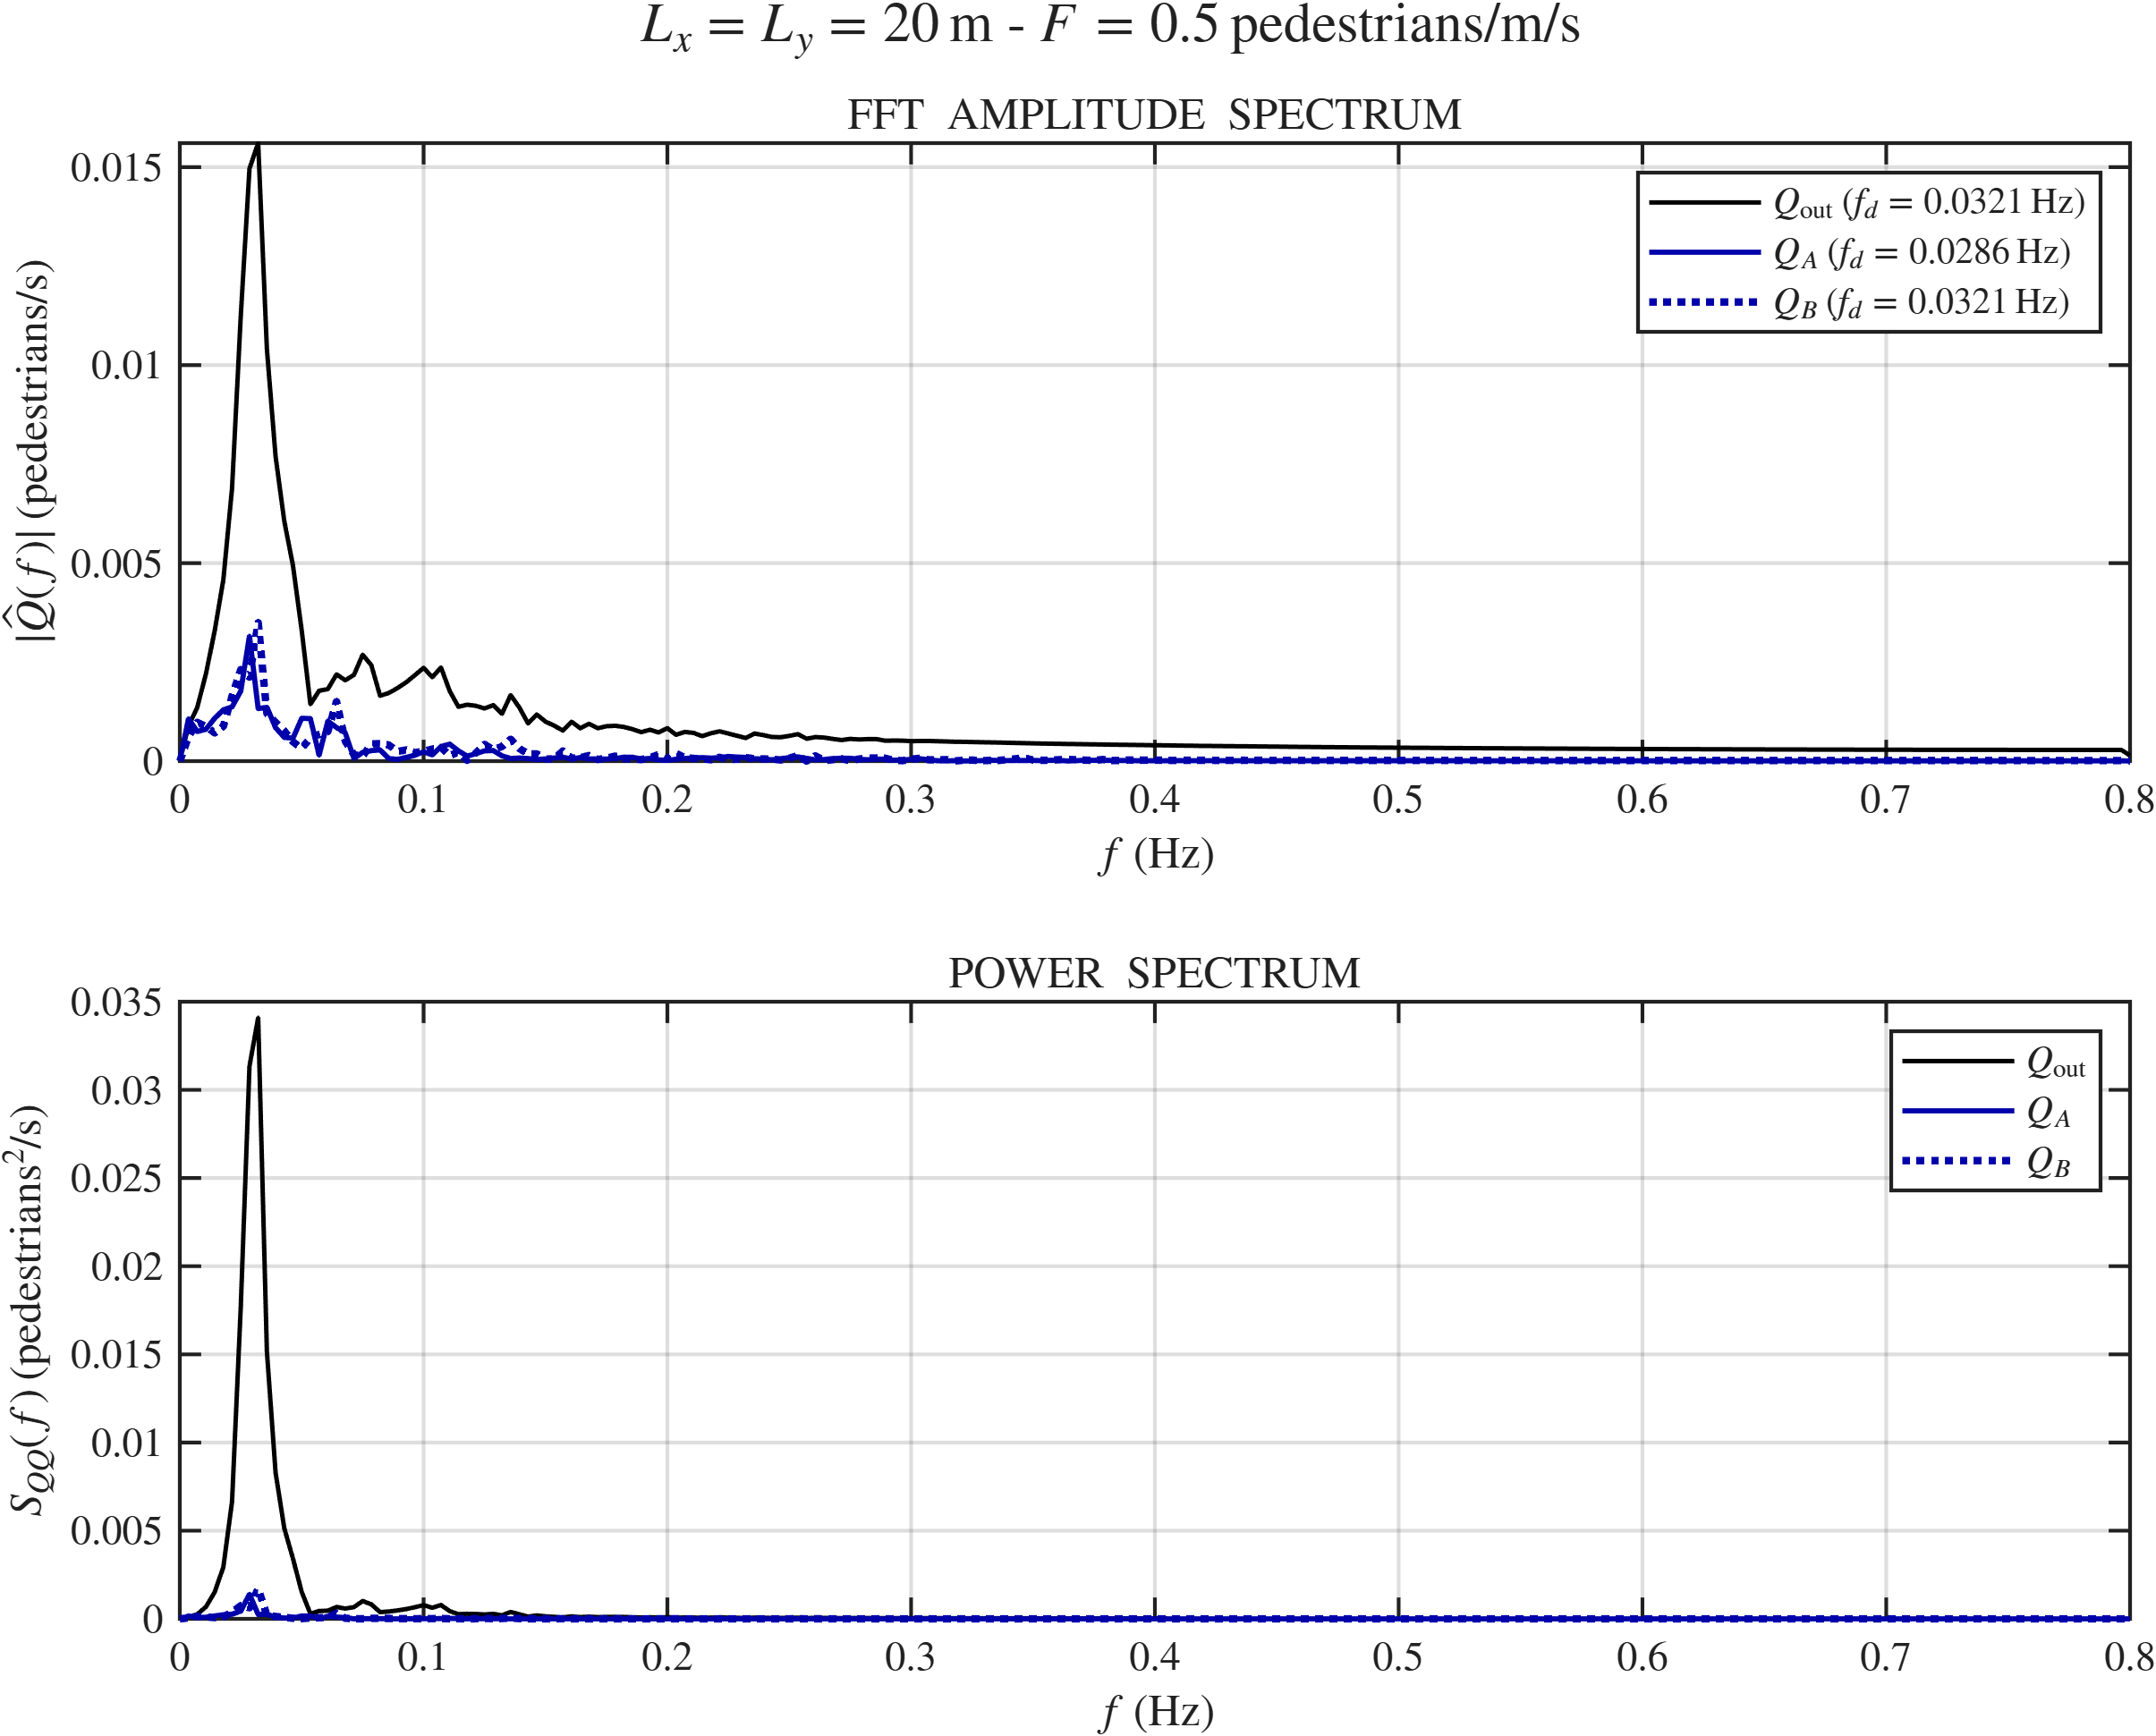 Lx = Ly = 20 m - F = 0.5 pedestrians/m/s
FFT AMPLITUDE SPECTRUM
|Q̂(f)| (pedestrians/s)
0.015
0.01
0.005
0
Qout (fd = 0.0321 Hz)
QA (fd = 0.0286 Hz)
QB (fd = 0.0321 Hz)
0 0.1 0.2 0.3 0.4 0.5 0.6 0.7 0.8
f (Hz)
POWER SPECTRUM
SQQ(f) (pedestrians²/s)
0.035
0.03
0.025
0.02
0.015
0.01
0.005
0
Qout
QA
QB
0 0.1 0.2 0.3 0.4 0.5 0.6 0.7 0.8
f (Hz)